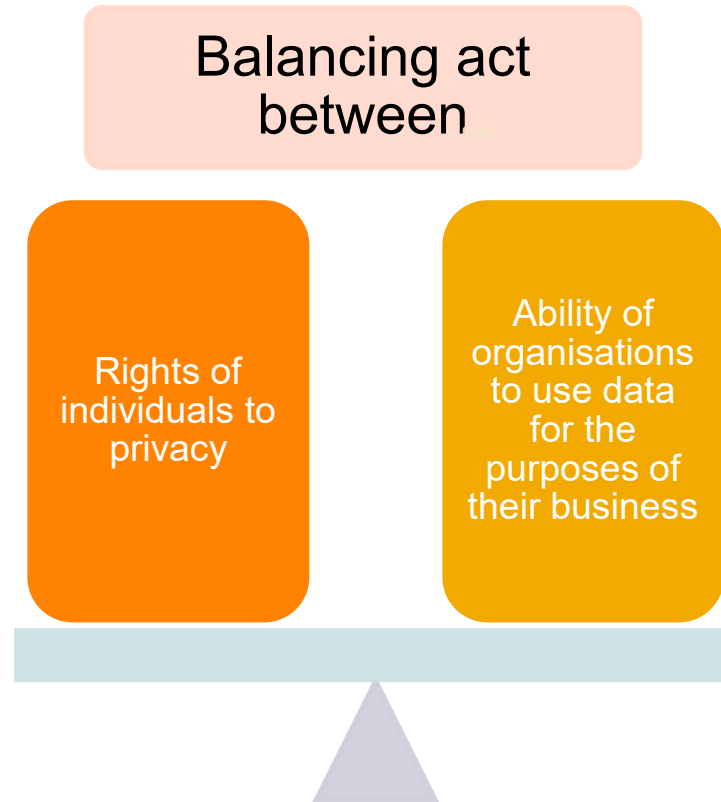 Balancing act
between
Rights of
individuals to
privacy
Ability of
organisations
to use data
for the
purposes of
their business